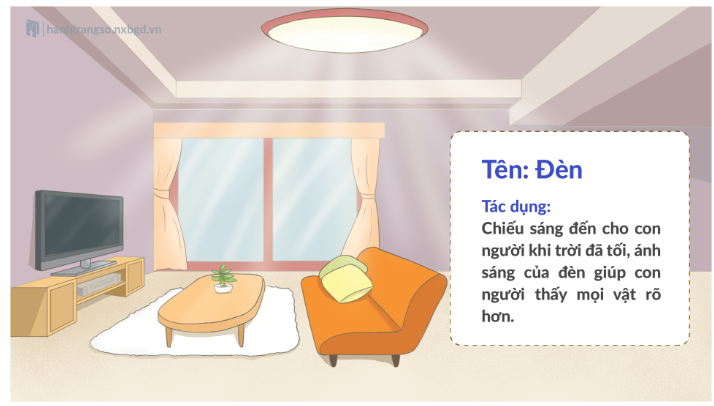 hanhtrangso.nxbgd.vn
Tên: Đèn
Tác dụng:
Chiếu sáng đến cho con
người khi trời đã tối, ánh
sáng của đèn giúp con
người thấy mọi vật rõ
hơn.